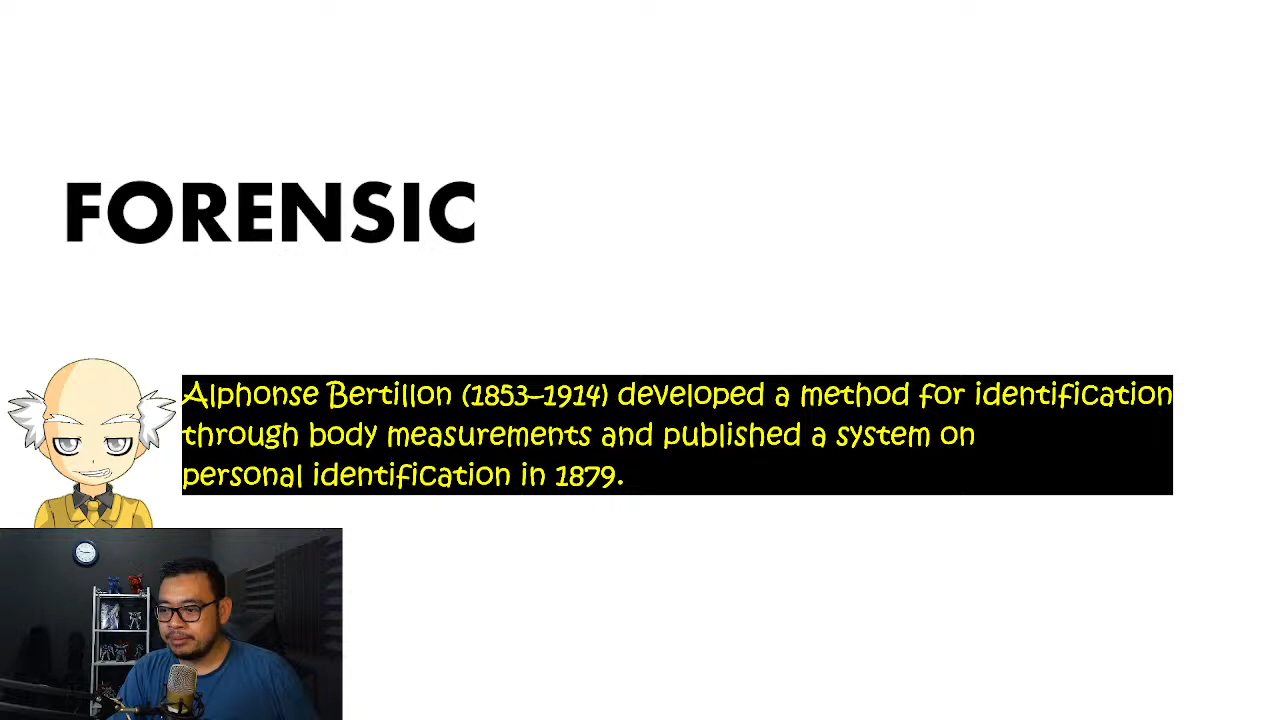 FORENSIC
Alphonse Bertillon (1853–1914) developed a method for identification
through body measurements and published a system on
personal identification in 1879.